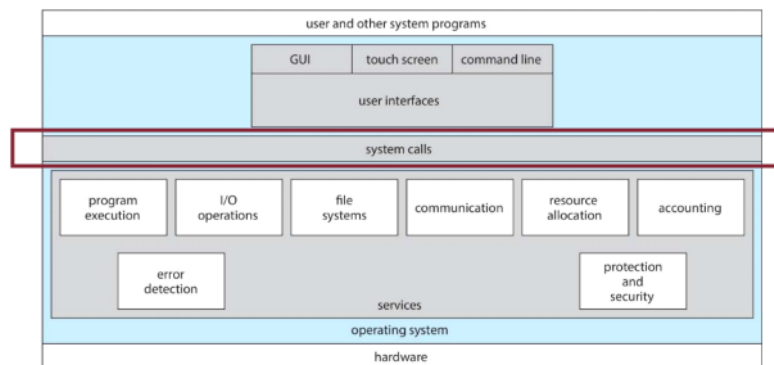 user and other system programs
GUI touch screen command line
user interfaces
system calls
program
execution
I/O
operations
file
systems
communication
resource
allocation
accounting
error
detection
protection
and
security
services
operating system
hardware